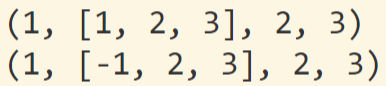 (1, [1, 2, 3], 2, 3)
(1, [-1, 2, 3], 2, 3)